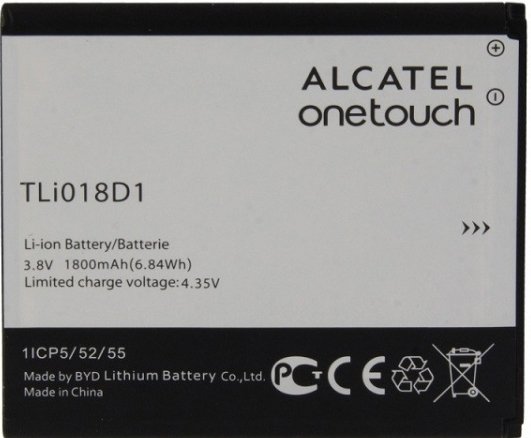 ALCATEL
onetouch
TLi018D1
Li-ion Battery/Batterie
3.8V 1800mAh(6.84Wh)
Limited charge voltage:4.35V
1ICP5/52/55
Made by BYD Lithium Battery Co.,Ltd.
Made in China